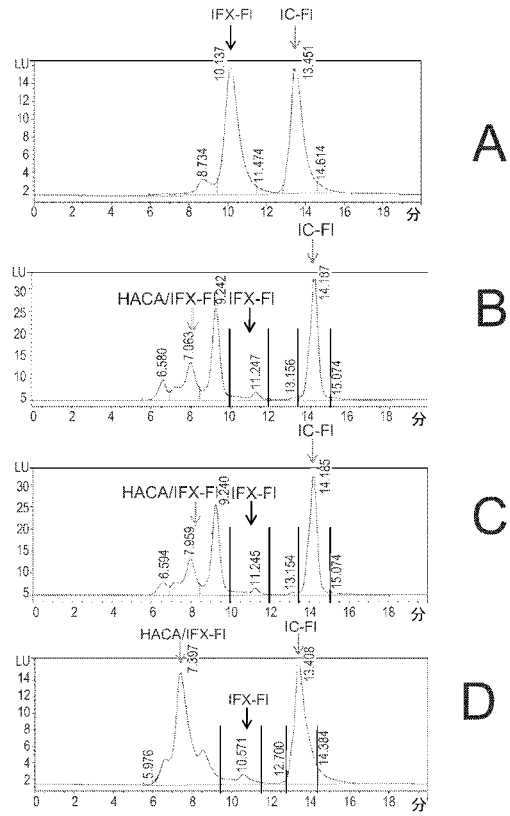 IFX-Fl IC-Fl
LU 10.137 13.451
14
12
10
8
6
4
2
8.734 11.474 14.614
0 2 4 6 8 10 12 14 16 18 分
A
IC-Fl
LU 9.242 14.187
30
25
20
15
10
5
HACA/IFX-Fl IFX-Fl
6.580 7.063 11.247 13.156 15.074
0 2 4 6 8 10 12 14 16 18 分
B
IC-Fl
LU 9.240 14.185
30
25
20
15
10
5
HACA/IFX-Fl IFX-Fl
6.594 7.959 11.245 13.154 15.074
0 2 4 6 8 10 12 14 16 18 分
C
HACA/IFX-Fl IC-Fl
LU 7.397 13.408
14
12
10
8
6
4
2
IFX-Fl
5.976 10.571 12.700 14.384
0 2 4 6 8 10 12 14 16 18 分
D